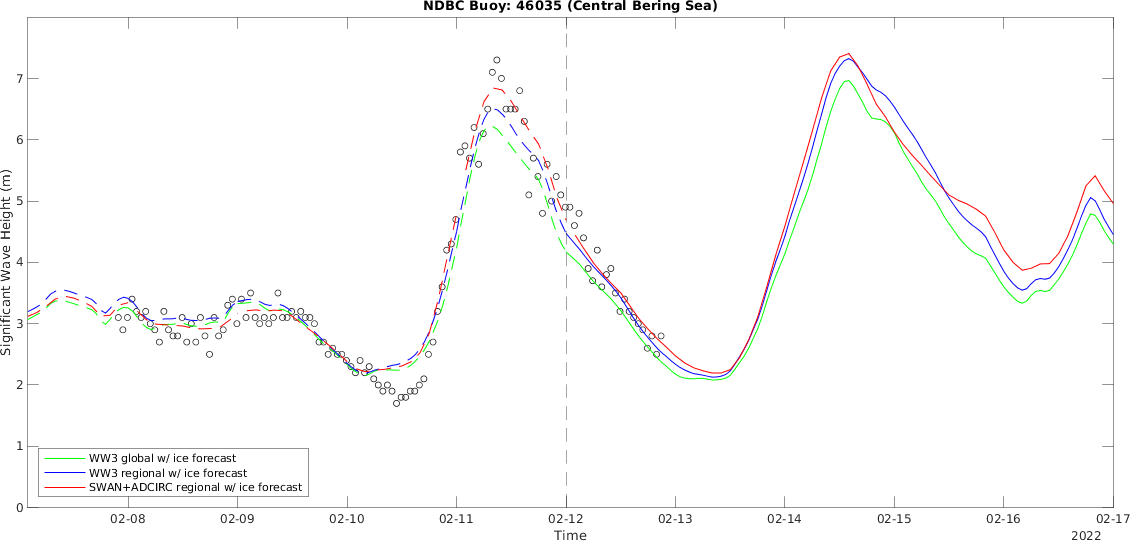 NDBC Buoy: 46035 (Central Bering Sea)
Significant Wave Height (m)
7
6
5
4
3
2
1
0
WW3 global w/ ice forecast
WW3 regional w/ ice forecast
SWAN+ADCIRC regional w/ ice forecast
02-08 02-09 02-10 02-11 02-12 02-13 02-14 02-15 02-16 02-17
Time
2022